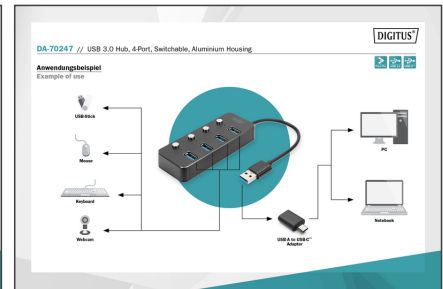 DIGITUS®
DA-70247 // USB 3.0 Hub, 4-Port, Switchable, Aluminium Housing
Anwendungsbeispiel
Example of use
USB-Stick
Mouse
Keyboard
Webcam
PC
Notebook
USB-A to USB-C™
Adapter